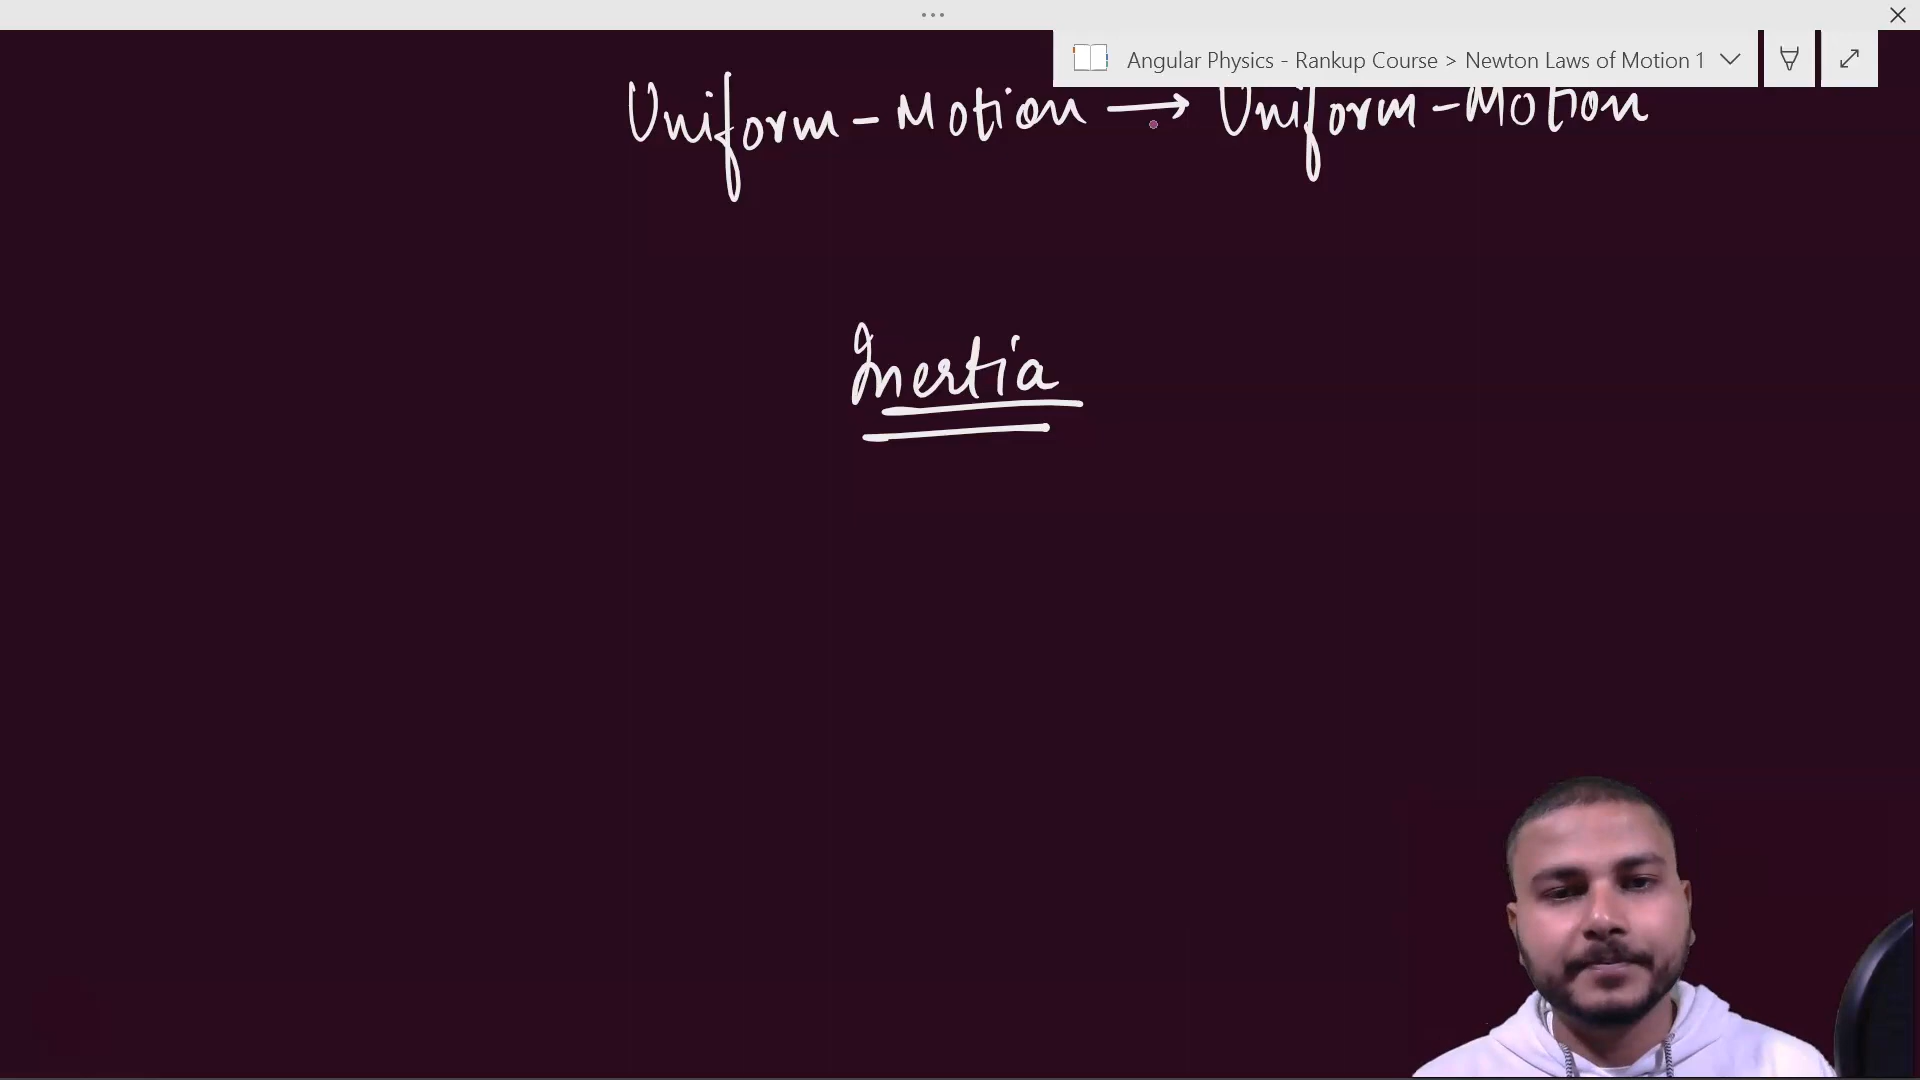 Angular Physics - Rankup Course > Newton Laws of Motion 1
Uniform - Motion → Uniform - Motion
Inertia